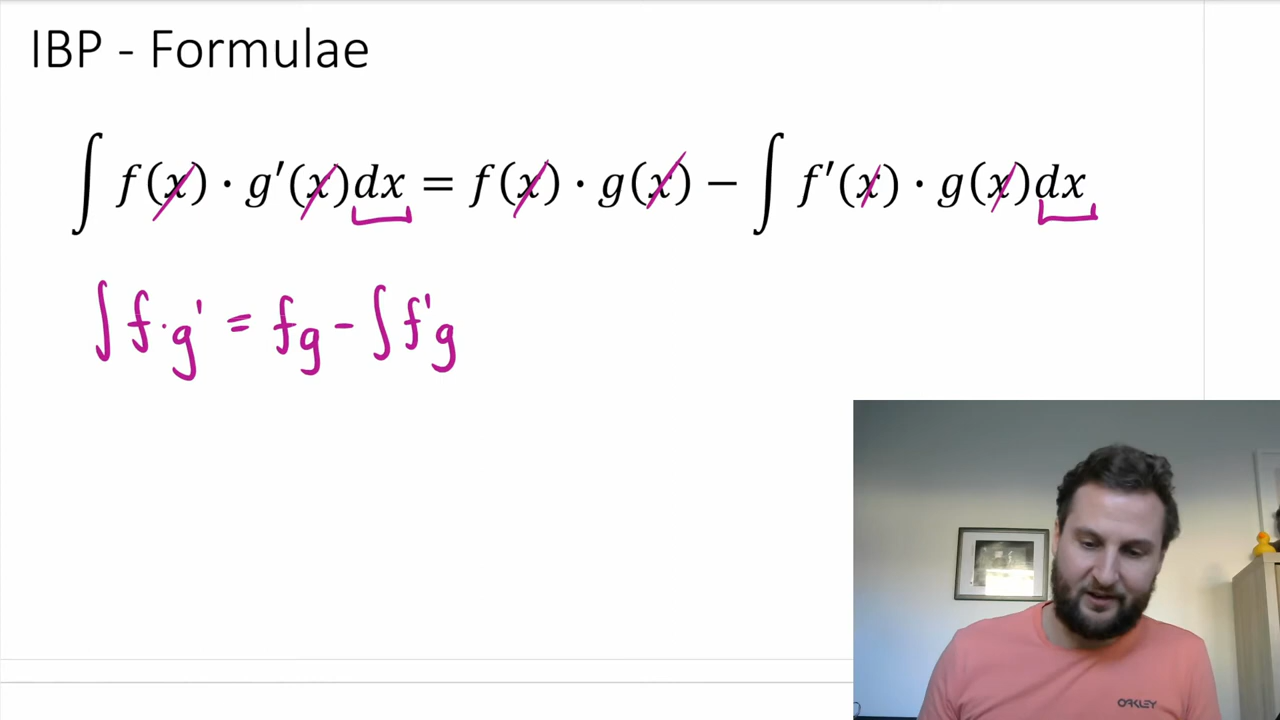 IBP - Formulae
∫ f(x) · g′(x)dx = f(x) · g(x) − ∫ f′(x) · g(x)dx
∫ f·g' = fg - ∫ f'g
OAKLEY